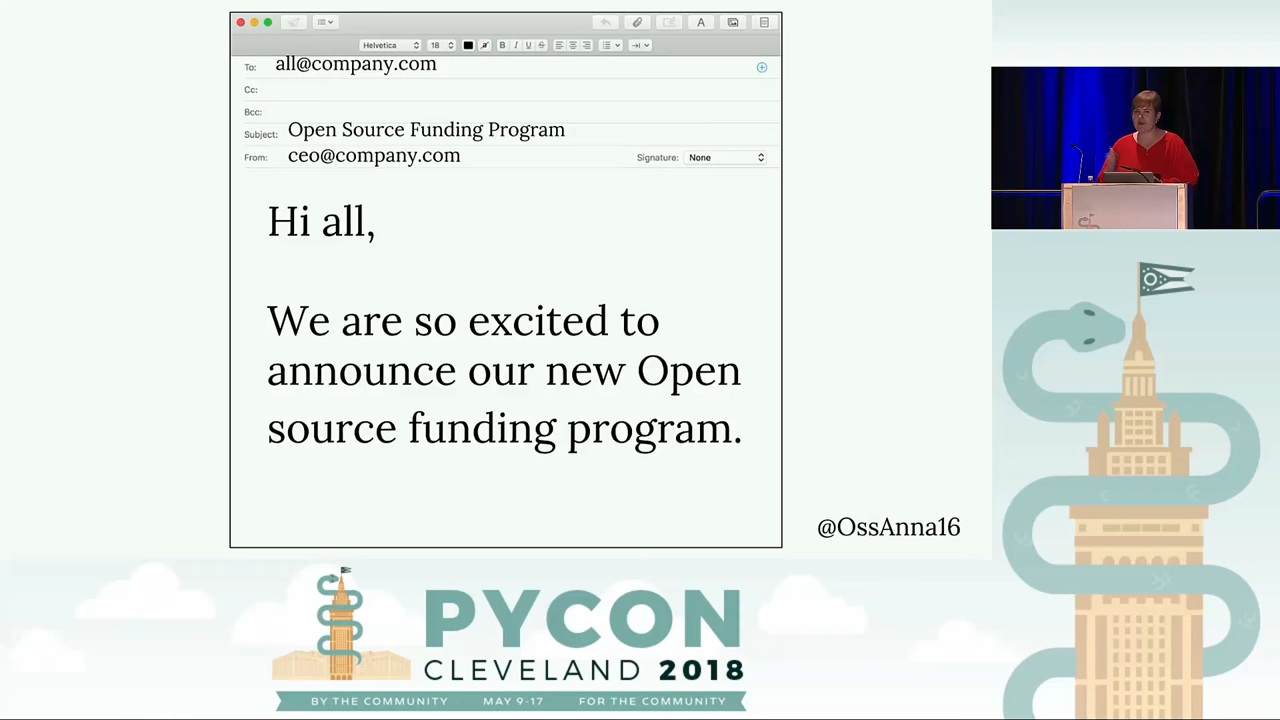 Helvetica 18 B I U S
To: all@company.com
Cc:
Bcc:
Subject: Open Source Funding Program
From: ceo@company.com Signature: None
Hi all,
We are so excited to
announce our new Open
source funding program.
@OssAnna16
PYCON
CLEVELAND 2018
BY THE COMMUNITY MAY 9-17 FOR THE COMMUNITY